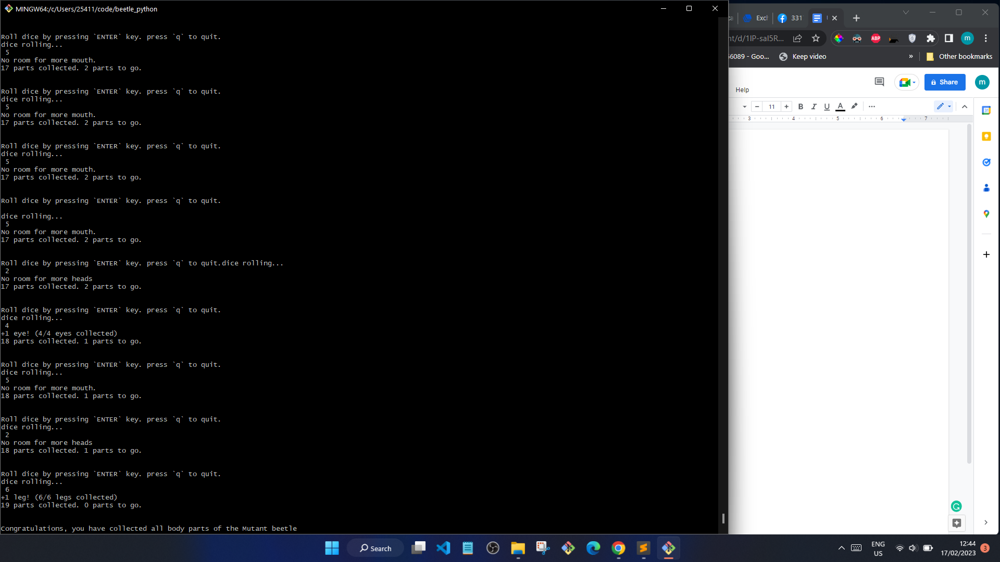 MINGW64:/c/Users/25411/code/beetle_python
Roll dice by pressing `ENTER` key. press `q` to quit.
dice rolling...
5
No room for more mouth.
17 parts collected. 2 parts to go.
Roll dice by pressing `ENTER` key. press `q` to quit.
dice rolling...
5
No room for more mouth.
17 parts collected. 2 parts to go.
Roll dice by pressing `ENTER` key. press `q` to quit.
dice rolling...
5
No room for more mouth.
17 parts collected. 2 parts to go.
Roll dice by pressing `ENTER` key. press `q` to quit.
dice rolling...
5
No room for more mouth.
17 parts collected. 2 parts to go.
Roll dice by pressing `ENTER` key. press `q` to quit.dice rolling...
2
No room for more heads
17 parts collected. 2 parts to go.
Roll dice by pressing `ENTER` key. press `q` to quit.
dice rolling...
4
+1 eye! (4/4 eyes collected)
18 parts collected. 1 parts to go.
Roll dice by pressing `ENTER` key. press `q` to quit.
dice rolling...
5
No room for more mouth.
18 parts collected. 1 parts to go.
Roll dice by pressing `ENTER` key. press `q` to quit.
dice rolling...
2
No room for more heads
18 parts collected. 1 parts to go.
Roll dice by pressing `ENTER` key. press `q` to quit.
dice rolling...
6
+1 leg! (6/6 legs collected)
19 parts collected. 0 parts to go.
Congratulations, you have collected all body parts of the Mutant beetle
Exch 331
nt/d/1IP-sal5R... ABP m
6089 - Goo... Keep video » Other bookmarks
Help Share m
11 B I U A
3 4 5 6 7
31
Search
ENG
US
12:44
17/02/2023
3